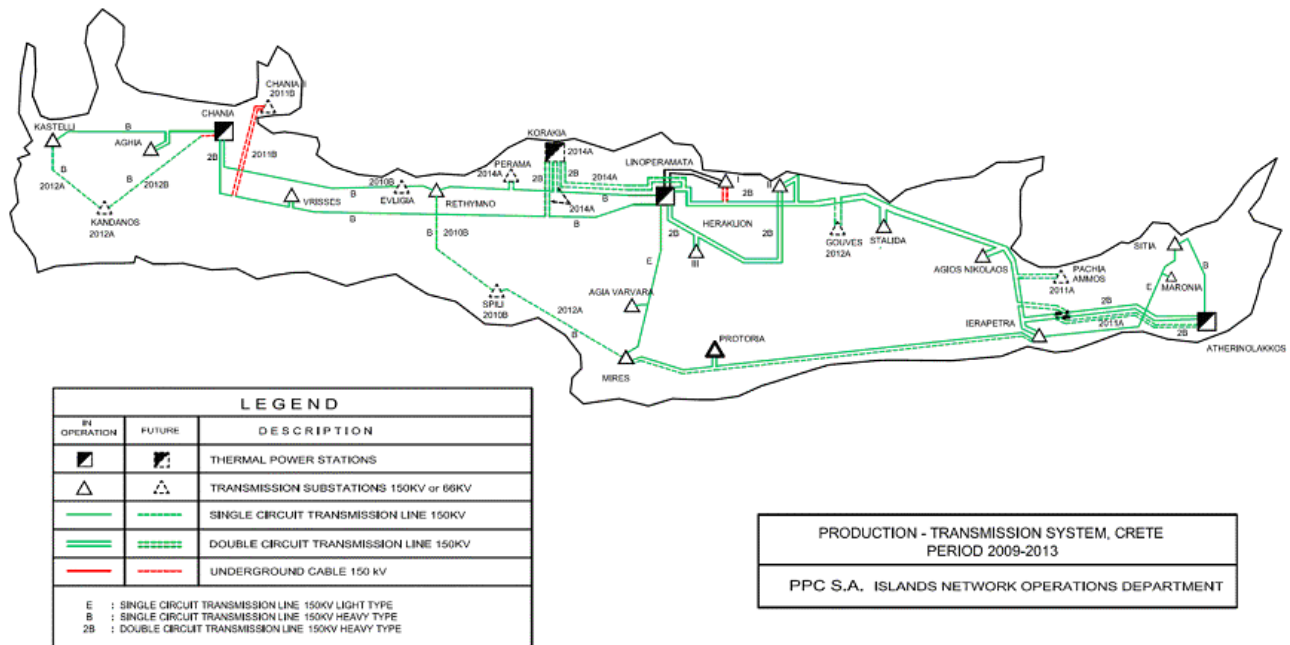 CHANIA II
2011B
CHANIA
KASTELLI
B
AGHIA
2B
2011B
B
2012A
B
2012B
KANDANOS
2012A
VRISSES
B
2010B
EVLIGIA
RETHYMNO
B
2010B
SPILI
2010B
2012A
B
PERAMA
2014A
KORAKIA
2014A
2B
2B
2014A
2014A
B
B
LINOPERAMATA
I
2B
II
HERAKLION
2B
III
2B
E
AGIA VARVARA
MIRES
PROTORIA
GOUVES
2012A
STALIDA
AGIOS NIKOLAOS
PACHIA
AMMOS
2011A
IERAPETRA
2B
2011A
2B
SITIA
B
E
MARONIA
ATHERINOLAKKOS
LEGEND
IN OPERATION
FUTURE
DESCRIPTION
THERMAL POWER STATIONS
TRANSMISSION SUBSTATIONS 150KV or 66KV
SINGLE CIRCUIT TRANSMISSION LINE 150KV
DOUBLE CIRCUIT TRANSMISSION LINE 150KV
UNDERGROUND CABLE 150 kV
E : SINGLE CIRCUIT TRANSMISSION LINE 150KV LIGHT TYPE
B : SINGLE CIRCUIT TRANSMISSION LINE 150KV HEAVY TYPE
2B : DOUBLE CIRCUIT TRANSMISSION LINE 150KV HEAVY TYPE
PRODUCTION - TRANSMISSION SYSTEM, CRETE
PERIOD 2009-2013
PPC S.A. ISLANDS NETWORK OPERATIONS DEPARTMENT